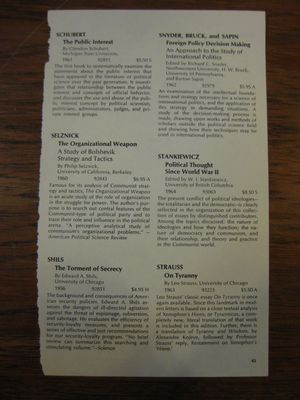 SCHUBERT
The Public Interest
By Glendon Schubert,
Michigan State University.
1961 92831 $5.50 S
The first book to systematically examine the
statements about the public interest that
have appeared in the literature of political
science over the past generation. It investi-
gates the relationship between the public
interest and concepts of official behavior,
and discusses the use and abuse of the pub-
lic interest concept by political scientists,
politicians, administrators, judges, and pri-
vate interest groups.
SELZNICK
The Organizational Weapon
A Study of Bolshevik
Strategy and Tactics
By Philip Selznick,
University of California, Berkeley
1960 92843 $6.95 A
Famous for its analysis of Communist strat-
egy and tactics, The Organizational Weapon
is an acute study of the role of organization
in the struggle for power. The author's pur-
pose is to search out control features of the
Communist-type of political party and to
trace their role and influence in the political
arena. "A perceptive analytical study of
communism's organizational problems." —
American Political Science Review
SHILS
The Torment of Secrecy
By Edward A. Shils,
University of Chicago
1956 92851 $4.95 H
The background and consequences of Amer-
ican security policies. Edward A. Shils as-
sesses the dangers of ill-directed agitation
against the threat of espionage, subversion,
and sabotage. He evaluates the efficiency of
security-loyalty measures, and presents a
series of effective and just recommendations
for our security-loyalty program. "No brief
review can summarize this searching and
stimulating volume."—Science
SNYDER, BRUCK, and SAPIN
Foreign Policy Decision Making
An Approach to the Study of
International Politics
Edited by Richard C. Snyder,
Northwestern University, H. W. Bruck,
University of Pennsylvania,
and Burton Sapin
1962 92979 $5.95 A
An examination of the intellectual founda-
tions and strategy necessary for a science of
international politics, and the application of
this strategy in demanding situations. A
study of the decision-making process is
made, drawing upon units and methods of
scholars outside the political science field
and showing how their techniques may be
used in international politics.
STANKIEWICZ
Political Thought
Since World War II
Edited by W. J. Stankiewicz,
University of British Columbia
1964 93063 $8.50 S
The present conflict of political ideologies—
the totalitarian and the democratic—is clearly
reflected in the organization of this collec-
tion of essays by distinguished contributors.
Among the topics discussed: the nature of
ideologies and how they function; the na-
ture of democracy and communism, and
their relationship, and theory and practice
in the Communist world.
STRAUSS
On Tyranny
By Leo Strauss, University of Chicago
1963 93223 $5.50 A
Leo Strauss' classic essay On Tyranny is once
again available. Since this landmark in mod-
ern letters is based on a close textual analysis
of Xenophon's Hiero, or Tyrannicus, a com-
pletely new, literal translation of that work
is included in this edition. Further, there is
a translation of Tyranny and Wisdom, by
Alexandre Kojève, followed by Professor
Strauss' reply, Restatement on Xenophon's
"Hiero."